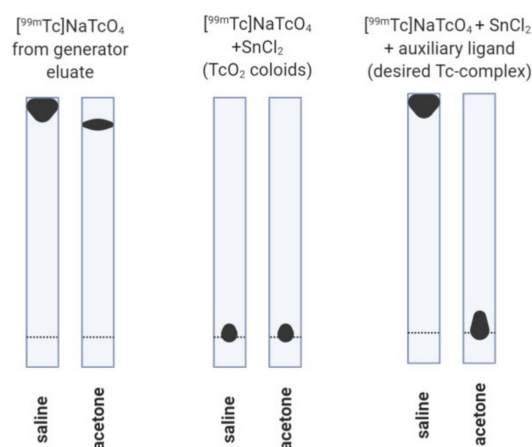 [⁹⁹ᵐTc]NaTcO₄
from generator
eluate
[⁹⁹ᵐTc]NaTcO₄
+SnCl₂
(TcO₂ coloids)
[⁹⁹ᵐTc]NaTcO₄ + SnCl₂
+ auxiliary ligand
(desired Tc-complex)
saline
acetone
saline
acetone
saline
acetone